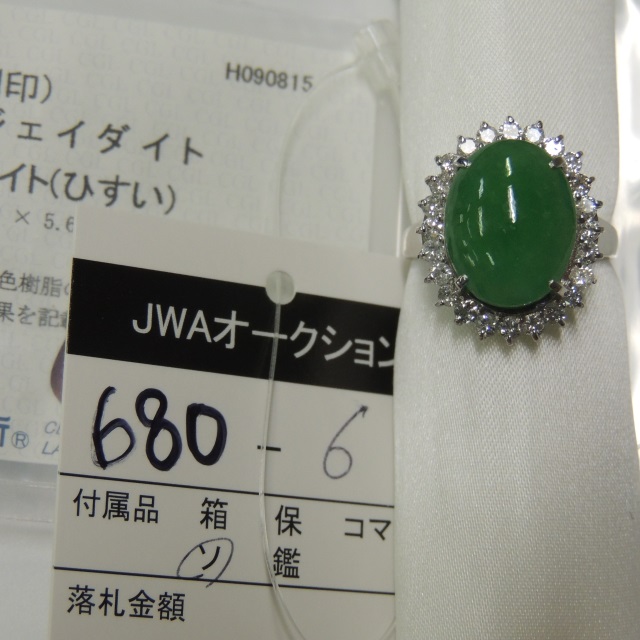 H090815
印)
ジェイダイト
イト(ひすい)
× 5.6
色樹脂
果を記
JWAオークション
680-6
付属品 箱 保 コマ
ソ 鑑
落札金額